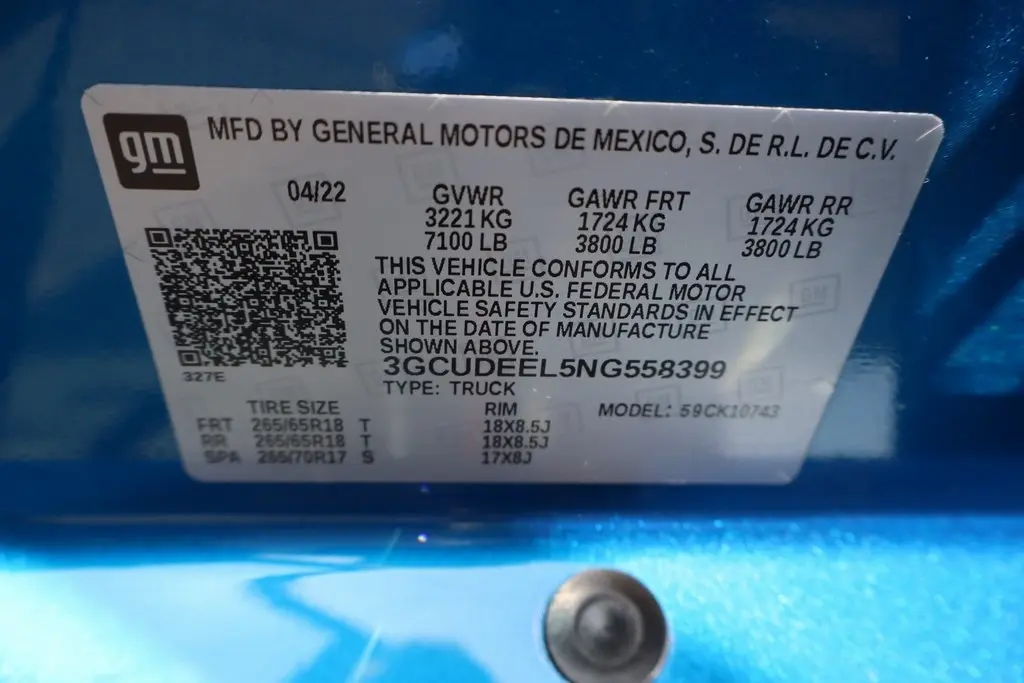 gm
MFD BY GENERAL MOTORS DE MEXICO, S. DE R.L. DE C.V.
04/22 GVWR GAWR FRT GAWR RR
3221 KG 1724 KG 1724 KG
7100 LB 3800 LB 3800 LB
THIS VEHICLE CONFORMS TO ALL
APPLICABLE U.S. FEDERAL MOTOR
VEHICLE SAFETY STANDARDS IN EFFECT
ON THE DATE OF MANUFACTURE
SHOWN ABOVE.
327E 3GCUDEEL5NG558399
TYPE: TRUCK
TIRE SIZE RIM MODEL: 59CK10743
FRT 265/65R18 T 18X8.5J
RR 265/65R18 T 18X8.5J
SPA 265/70R17 S 17X8J